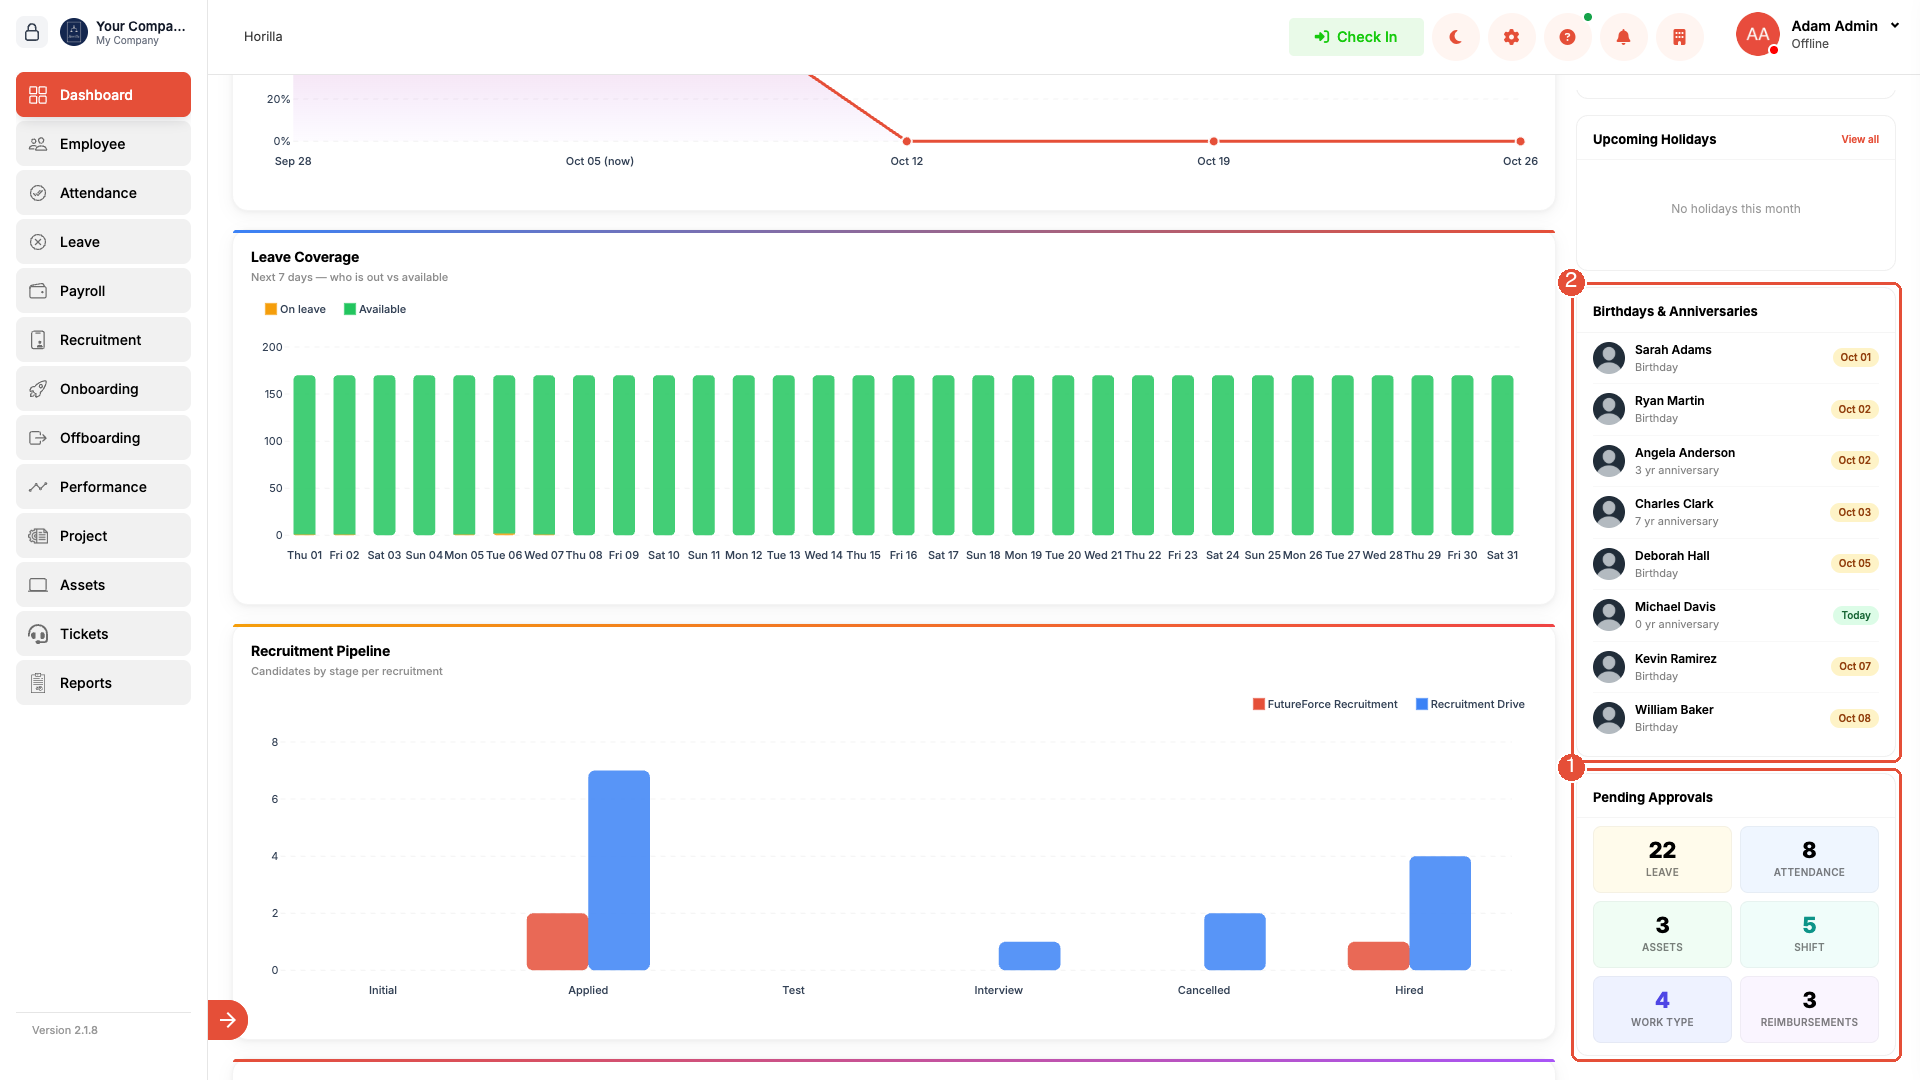 Your Compa...
My Company
Dashboard
Employee
Attendance
Leave
Payroll
Recruitment
Onboarding
Offboarding
Performance
Project
Assets
Tickets
Reports
Version 2.1.8
Horilla
Check In
AA
Adam Admin
Offline
20%
0%
Sep 28
Oct 05 (now)
Oct 12
Oct 19
Oct 26
Leave Coverage
Next 7 days — who is out vs available
On leave
Available
200
150
100
50
0
Thu 01 Fri 02 Sat 03 Sun 04 Mon 05 Tue 06 Wed 07 Thu 08 Fri 09 Sat 10 Sun 11 Mon 12 Tue 13 Wed 14 Thu 15 Fri 16 Sat 17 Sun 18 Mon 19 Tue 20 Wed 21 Thu 22 Fri 23 Sat 24 Sun 25 Mon 26 Tue 27 Wed 28 Thu 29 Fri 30 Sat 31
Recruitment Pipeline
Candidates by stage per recruitment
FutureForce Recruitment
Recruitment Drive
8
6
4
2
0
Initial
Applied
Test
Interview
Cancelled
Hired
Upcoming Holidays
View all
No holidays this month
2
Birthdays & Anniversaries
Sarah Adams
Birthday
Oct 01
Ryan Martin
Birthday
Oct 02
Angela Anderson
3 yr anniversary
Oct 02
Charles Clark
7 yr anniversary
Oct 03
Deborah Hall
Birthday
Oct 05
Michael Davis
0 yr anniversary
Today
Kevin Ramirez
Birthday
Oct 07
William Baker
Birthday
Oct 08
1
Pending Approvals
22
LEAVE
8
ATTENDANCE
3
ASSETS
5
SHIFT
4
WORK TYPE
3
REIMBURSEMENTS